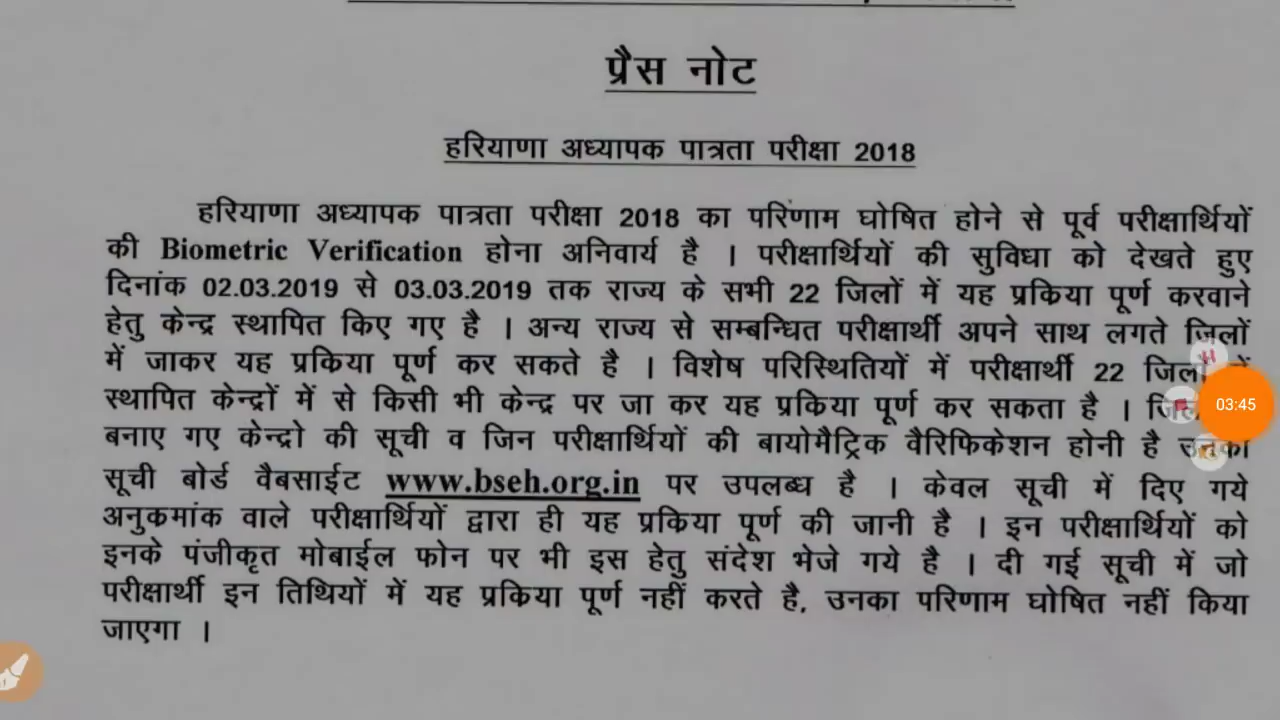 प्रैस नोट
हरियाणा अध्यापक पात्रता परीक्षा 2018
हरियाणा अध्यापक पात्रता परीक्षा 2018 का परिणाम घोषित होने से पूर्व परीक्षार्थियों
की Biometric Verification होना अनिवार्य है । परीक्षार्थियों की सुविधा को देखते हुए
दिनांक 02.03.2019 से 03.03.2019 तक राज्य के सभी 22 जिलों में यह प्रकिया पूर्ण करवाने
हेतु केन्द्र स्थापित किए गए है । अन्य राज्य से सम्बन्धित परीक्षार्थी अपने साथ लगते जिलों
में जाकर यह प्रकिया पूर्ण कर सकते है । विशेष परिस्थितियों में परीक्षार्थी 22
स्थापित केन्द्रों में से किसी भी केन्द्र पर जा कर यह प्रकिया पूर्ण कर सकता है ।
03:45
बनाए गए केन्द्रो की सूची व जिन परीक्षार्थियों की बायोमैट्रिक वैरिफिकेशन होनी है
सूची बोर्ड वैबसाईट www.bseh.org.in पर उपलब्ध है । केवल सूची में दिए गये
अनुकमांक वाले परीक्षार्थियों द्वारा ही यह प्रकिया पूर्ण की जानी है । इन परीक्षार्थियों को
इनके पंजीकृत मोबाईल फोन पर भी इस हेतु संदेश भेजे गये है । दी गई सूची में जो
परीक्षार्थी इन तिथियों में यह प्रकिया पूर्ण नहीं करते है, उनका परिणाम घोषित नहीं किया
जाएगा ।